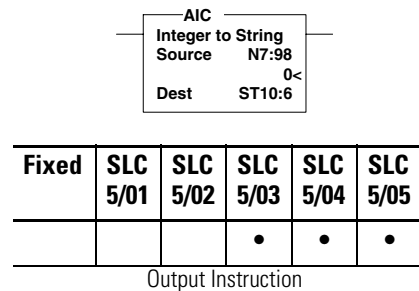 AIC
Integer to String
Source N7:98
0<
Dest ST10:6
Fixed SLC 5/01 SLC 5/02 SLC 5/03 SLC 5/04 SLC 5/05
• • •
Output Instruction